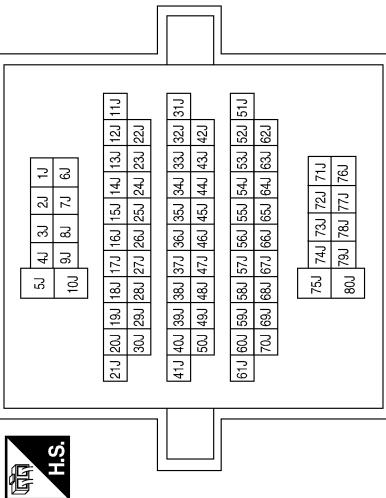 H.S.
5J 4J 3J 2J 1J
10J 9J 8J 7J 6J
21J 20J 19J 18J 17J 16J 15J 14J 13J 12J 11J
30J 29J 28J 27J 26J 25J 24J 23J 22J
41J 40J 39J 38J 37J 36J 35J 34J 33J 32J 31J
50J 49J 48J 47J 46J 45J 44J 43J 42J
61J 60J 59J 58J 57J 56J 55J 54J 53J 52J 51J
70J 69J 68J 67J 66J 65J 64J 63J 62J
75J 74J 73J 72J 71J
80J 79J 78J 77J 76J